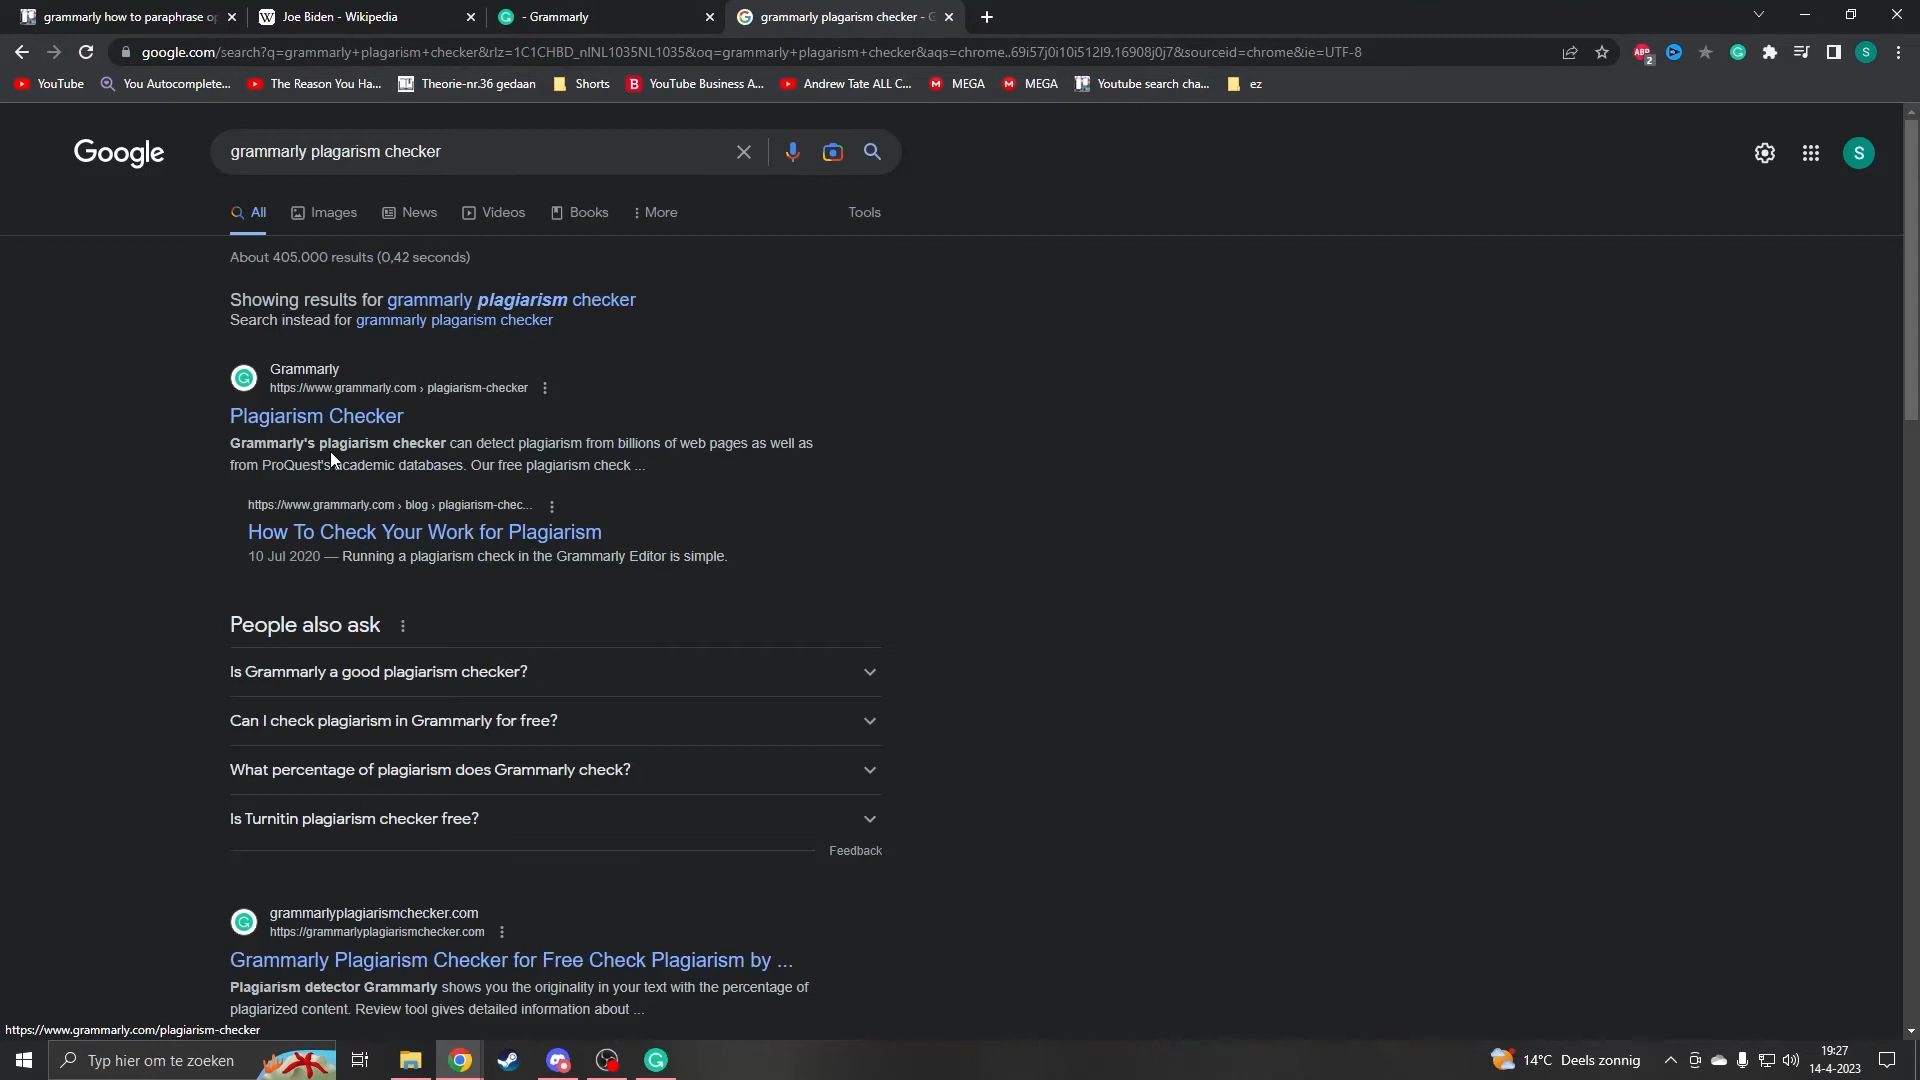 grammarly how to paraphrase op
Joe Biden - Wikipedia
- Grammarly
grammarly plagarism checker - G
google.com/search?q=grammarly+plagarism+checker&rlz=1C1CHBD_nlNL1035NL1035&oq=grammarly+plagarism+checker&aqs=chrome..69i57j0i10i512l9.16908j0j7&sourceid=chrome&ie=UTF-8
ABP
2
S
YouTube
You Autocomplete...
The Reason You Ha...
Theorie-nr.36 gedaan
Shorts
YouTube Business A...
Andrew Tate ALL C...
MEGA
MEGA
Youtube search cha...
ez
Google
grammarly plagarism checker
S
All
Images
News
Videos
Books
More
Tools
About 405.000 results (0,42 seconds)
Showing results for grammarly plagiarism checker
Search instead for grammarly plagarism checker
Grammarly
https://www.grammarly.com › plagiarism-checker
Plagiarism Checker
Grammarly's plagiarism checker can detect plagiarism from billions of web pages as well as
from ProQuest's academic databases. Our free plagiarism check ...
https://www.grammarly.com › blog › plagiarism-chec...
How To Check Your Work for Plagiarism
10 Jul 2020 — Running a plagiarism check in the Grammarly Editor is simple.
People also ask
Is Grammarly a good plagiarism checker?
Can I check plagiarism in Grammarly for free?
What percentage of plagiarism does Grammarly check?
Is Turnitin plagiarism checker free?
Feedback
grammarlyplagiarismchecker.com
https://grammarlyplagiarismchecker.com
Grammarly Plagiarism Checker for Free Check Plagiarism by ...
Plagiarism detector Grammarly shows you the originality in your text with the percentage of
plagiarized content. Review tool gives detailed information about ...
https://www.grammarly.com/plagiarism-checker
Typ hier om te zoeken
14°C Deels zonnig
19:27
14-4-2023